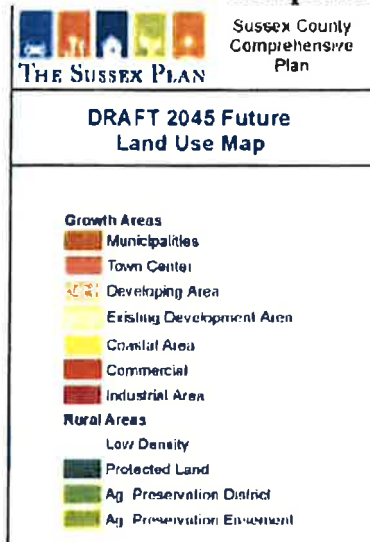 Sussex County
Comprehensive
Plan
THE SUSSEX PLAN
DRAFT 2045 Future
Land Use Map
Growth Areas
Municipalities
Town Center
Developing Area
Existing Development Area
Coastal Area
Commercial
Industrial Area
Rural Areas
Low Density
Protected Land
Ag. Preservation District
Ag. Preservation Easement